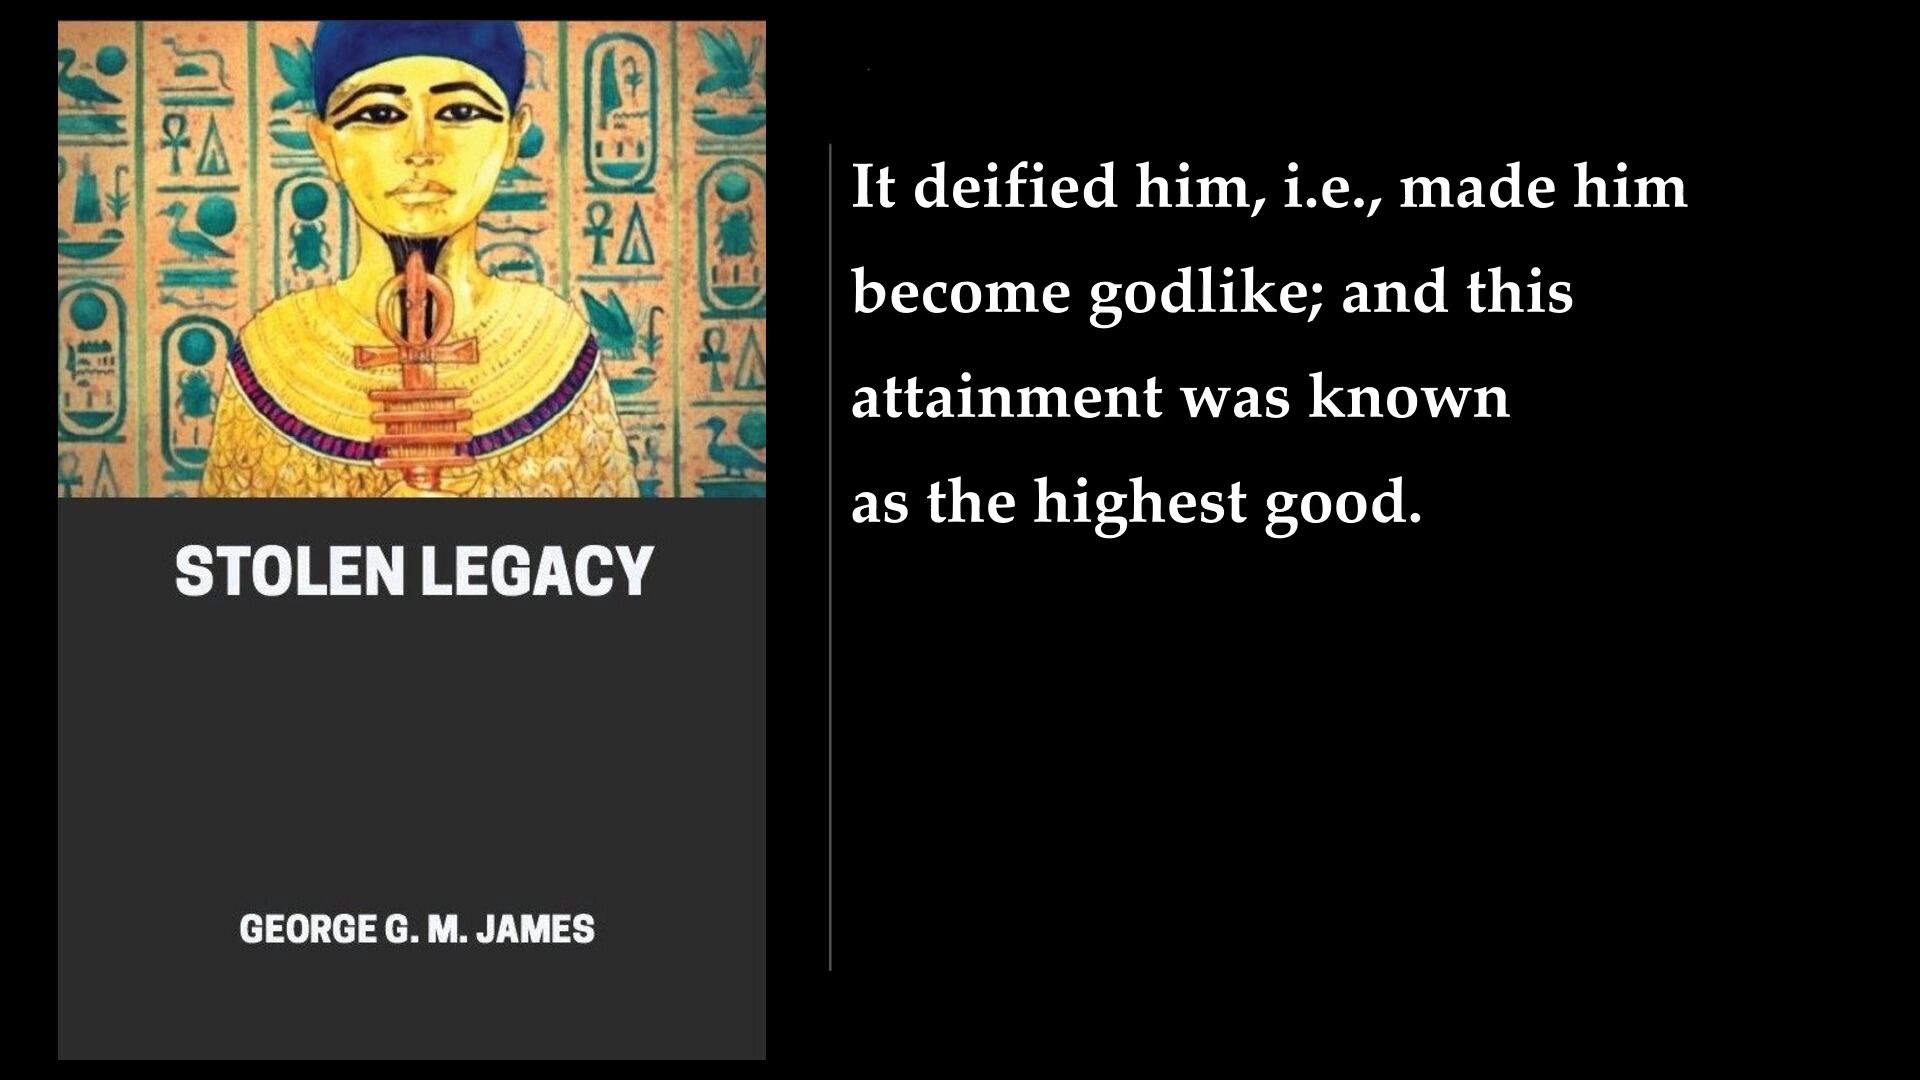 STOLEN LEGACY
GEORGE G. M. JAMES
It deified him, i.e., made him
become godlike; and this
attainment was known
as the highest good.